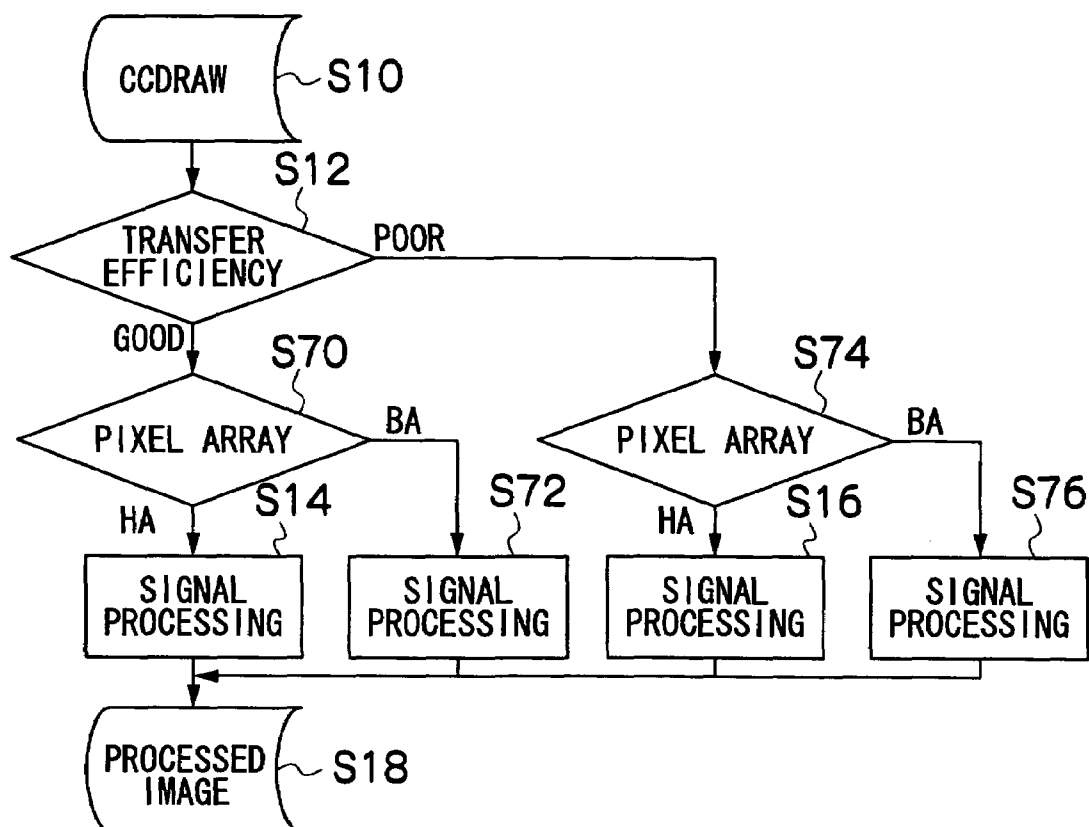 CCDRAW
S10
S12
TRANSFER
EFFICIENCY
POOR
GOOD
S70
S74
PIXEL ARRAY
BA
PIXEL ARRAY
BA
HA
S14
S72
HA
S16
S76
SIGNAL
PROCESSING
SIGNAL
PROCESSING
SIGNAL
PROCESSING
SIGNAL
PROCESSING
PROCESSED
IMAGE
S18